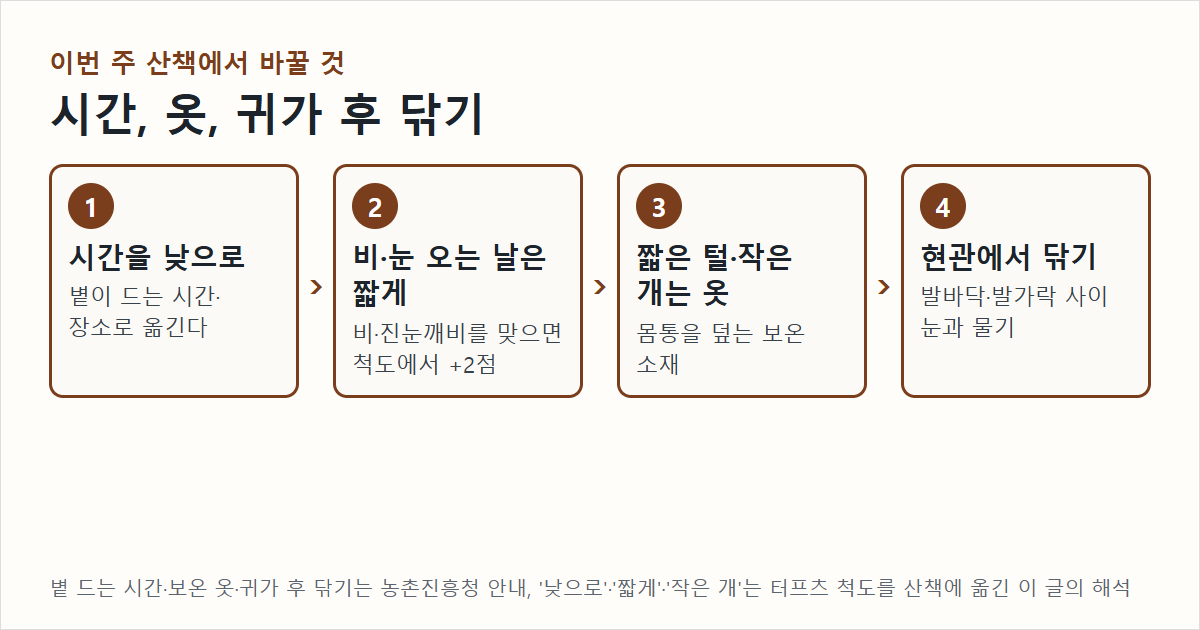 이번 주 산책에서 바꿀 것
시간, 옷, 귀가 후 닦기
1
시간을 낮으로
볕이 드는 시간·
장소로 옮긴다
›
2
비·눈 오는 날은
짧게
비·진눈깨비를 맞으면
척도에서 +2점
›
3
짧은 털·작은
개는 옷
몸통을 덮는 보온
소재
›
4
현관에서 닦기
발바닥·발가락 사이
눈과 물기
볕 드는 시간·보온 옷·귀가 후 닦기는 농촌진흥청 안내, '낮으로'·'짧게'·'작은 개'는 터프츠 척도를 산책에 옮긴 이 글의 해석